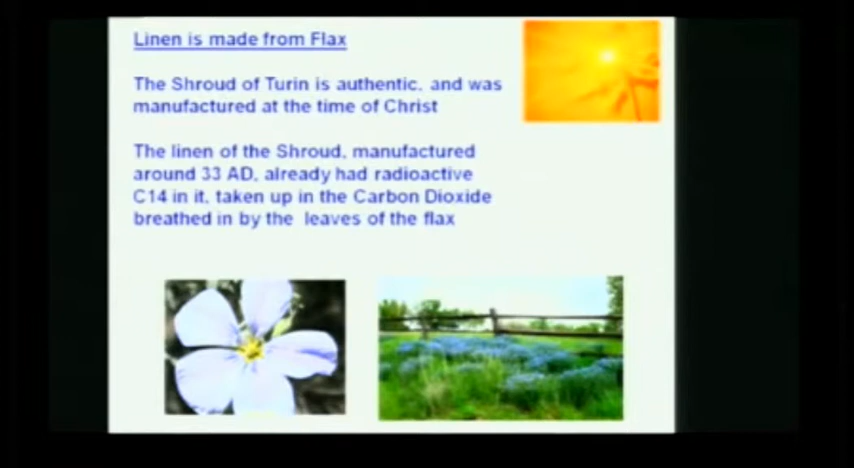 Linen is made from Flax
The Shroud of Turin is authentic, and was
manufactured at the time of Christ
The linen of the Shroud, manufactured
around 33 AD, already had radioactive
C14 in it, taken up in the Carbon Dioxide
breathed in by the leaves of the flax